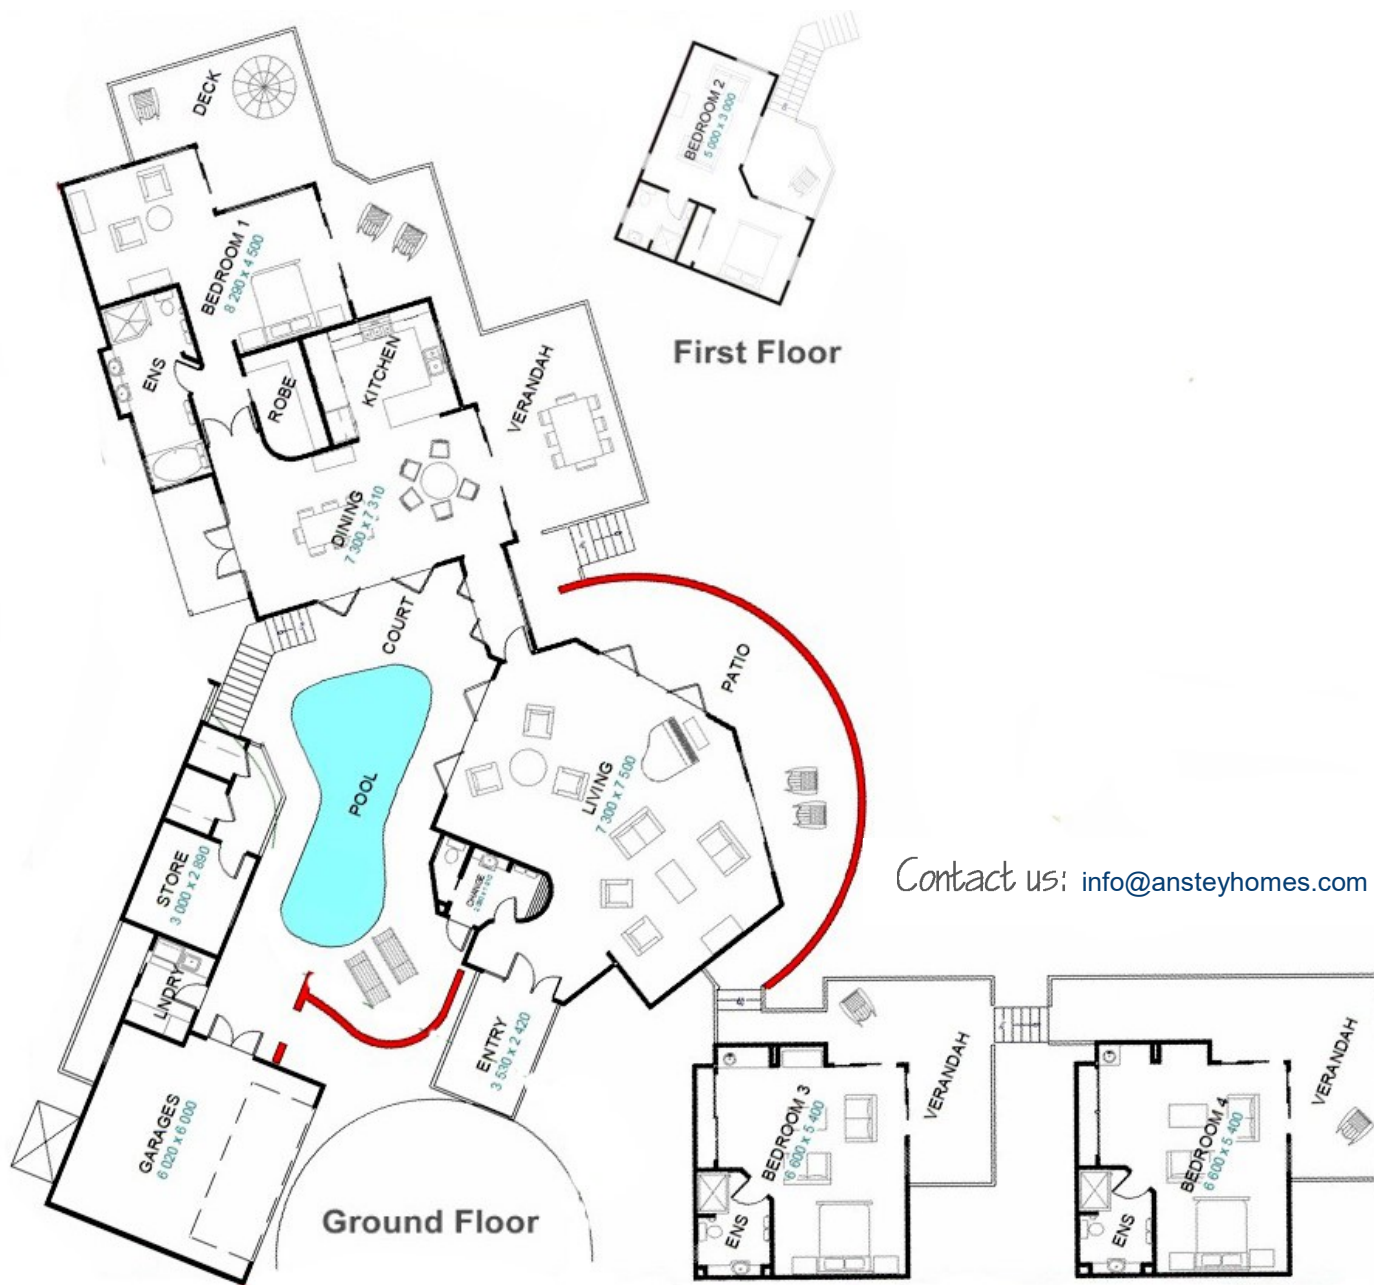 DECK
BEDROOM 2
5 000 x 3 000
First Floor
BEDROOM 1
8 290 x 4 500
ENS
ROBE
KITCHEN
VERANDAH
DINING
7 300 x 7 310
COURT
PATIO
POOL
LIVING
7 300 x 7 500
STORE
3 000 x 2 890
CHANGE
LNDRY
ENTRY
3 530 x 2 420
GARAGES
6 020 x 6 000
Ground Floor
Contact us: info@ansteyhomes.com
BEDROOM 3
6 600 x 5 400
ENS
VERANDAH
BEDROOM 4
6 600 x 5 400
ENS
VERANDAH